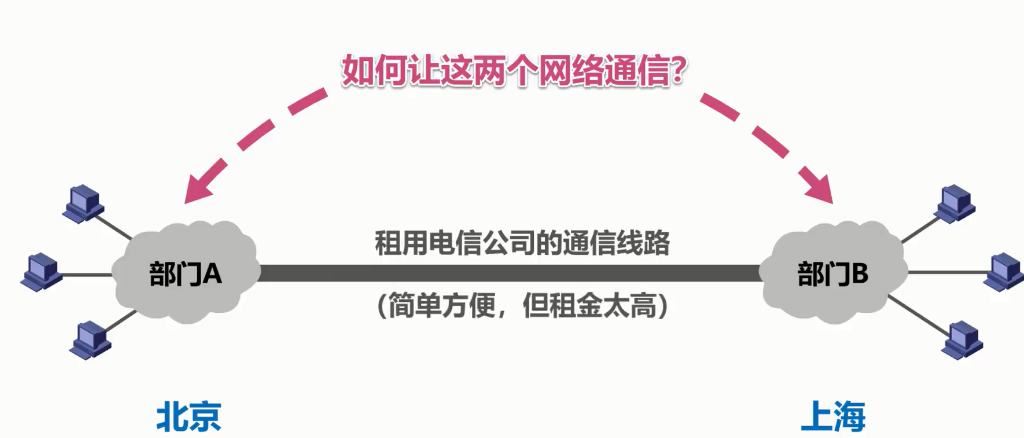 如何让这两个网络通信?
租用电信公司的通信线路
部门A
部门B
(简单方便，但租金太高)
北京
上海